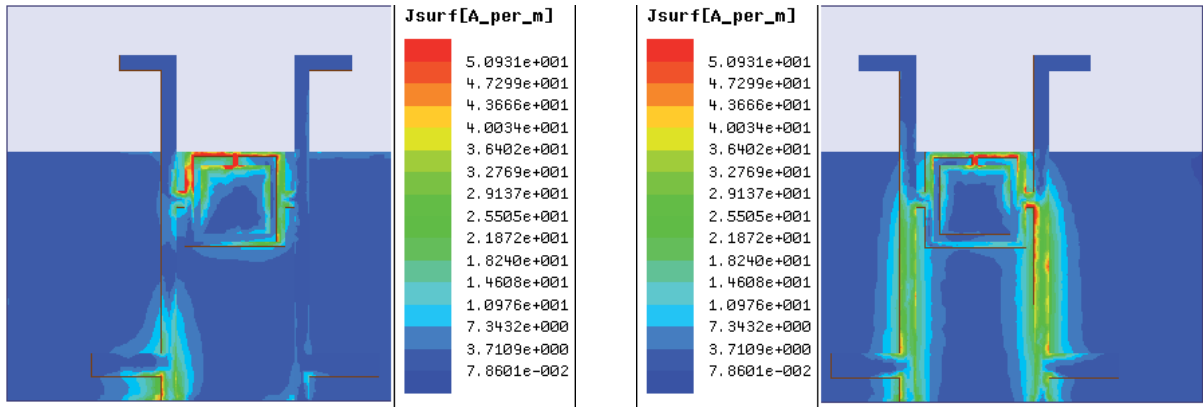 Jsurf[A_per_m]
5.0931e+001
4.7299e+001
4.3666e+001
4.0034e+001
3.6402e+001
3.2769e+001
2.9137e+001
2.5505e+001
2.1872e+001
1.8240e+001
1.4608e+001
1.0976e+001
7.3432e+000
3.7109e+000
7.8601e-002
Jsurf[A_per_m]
5.0931e+001
4.7299e+001
4.3666e+001
4.0034e+001
3.6402e+001
3.2769e+001
2.9137e+001
2.5505e+001
2.1872e+001
1.8240e+001
1.4608e+001
1.0976e+001
7.3432e+000
3.7109e+000
7.8601e-002